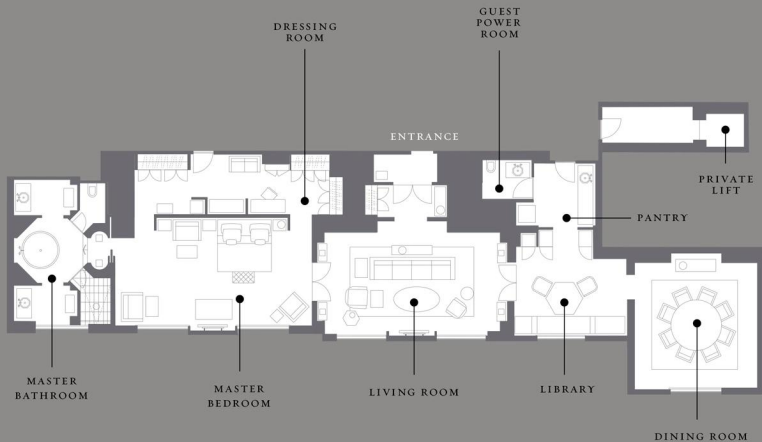 GUEST
POWER
ROOM
DRESSING
ROOM
ENTRANCE
PRIVATE
LIFT
PANTRY
MASTER
BATHROOM
MASTER
BEDROOM
LIVING ROOM
LIBRARY
DINING ROOM